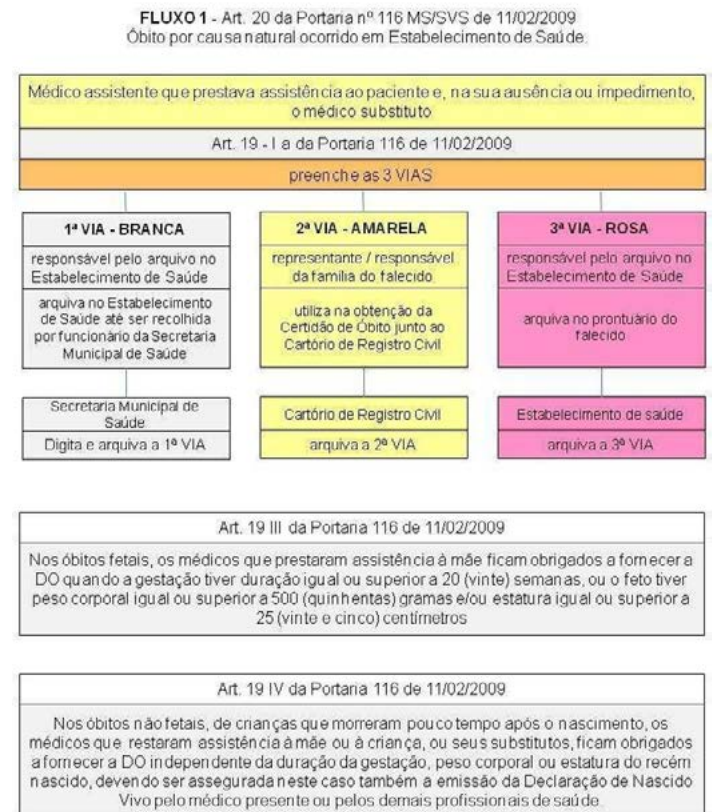 FLUXO 1 - Art. 20 da Portaria nº 116 MS/SVS de 11/02/2009
Óbito por causa natural ocorrido em Estabelecimento de Saúde.
Médico assistente que prestava assistência ao paciente e, na sua ausência ou impedimento,
o médico substituto
Art. 19 - I a da Portaria 116 de 11/02/2009
preenche as 3 VIAS
1ª VIA - BRANCA
responsável pelo arquivo no
Estabelecimento de Saúde
arquiva no Estabelecimento
de Saúde até ser recolhida
por funcionário da Secretaria
Municipal de Saúde
Secretaria Municipal de
Saúde
Digita e arquiva a 1ª VIA
2ª VIA - AMARELA
representante / responsável
da família do falecido
utiliza na obtenção da
Certidão de Óbito junto ao
Cartório de Registro Civil
Cartório de Registro Civil
arquiva a 2ª VIA
3ª VIA - ROSA
responsável pelo arquivo no
Estabelecimento de Saúde
arquiva no prontuário do
falecido
Estabelecimento de saúde
arquiva a 3ª VIA
Art. 19 III da Portaria 116 de 11/02/2009
Nos óbitos fetais, os médicos que prestaram assistência à mãe ficam obrigados a fornecer a
DO quando a gestação tiver duração igual ou superior a 20 (vinte) semanas, ou o feto tiver
peso corporal igual ou superior a 500 (quinhentas) gramas e/ou estatura igual ou superior a
25 (vinte e cinco) centímetros
Art. 19 IV da Portaria 116 de 11/02/2009
Nos óbitos não fetais, de crianças que morreram pouco tempo após o nascimento, os
médicos que restaram assistência à mãe ou à criança, ou seus substitutos, ficam obrigados
a fornecer a DO independente da duração da gestação, peso corporal ou estatura do recém
nascido, devendo ser assegurada neste caso também a emissão da Declaração de Nascido
Vivo pelo médico presente ou pelos demais profissionais de saúde.